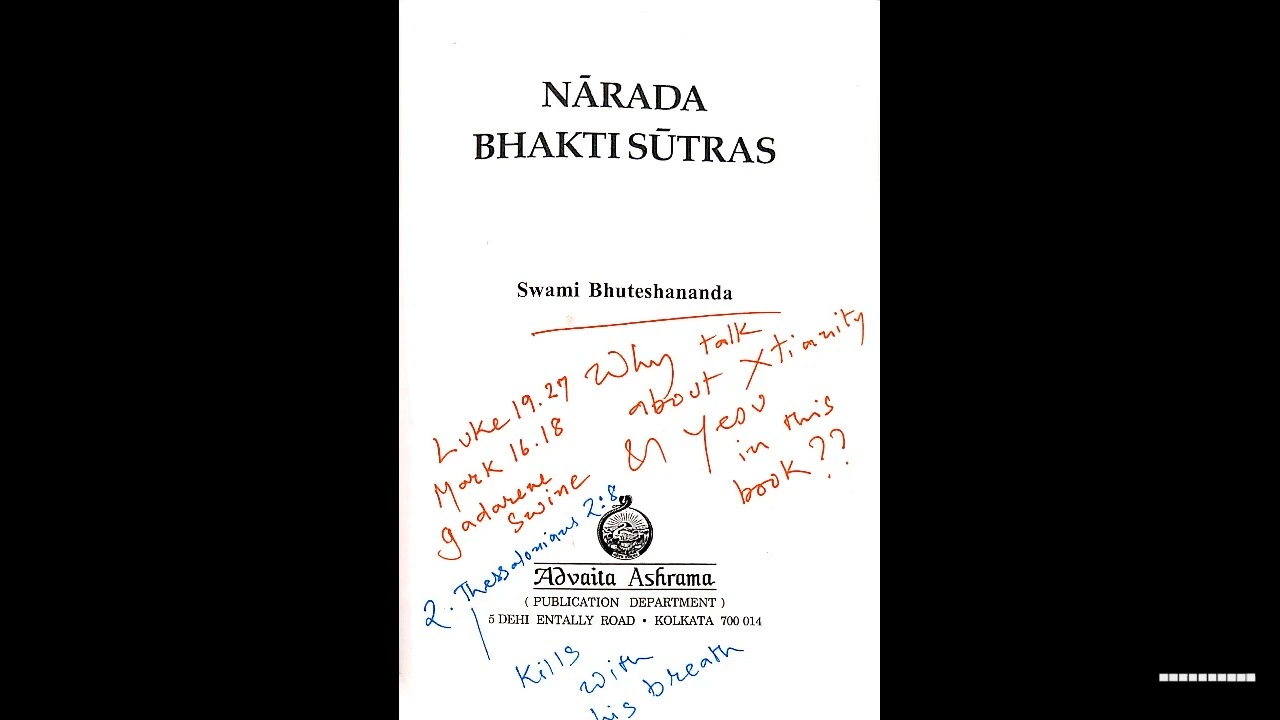 NĀRADA
BHAKTI SŪTRAS
Swami Bhuteshananda
Why talk
about Xtianity
& Yesu
in this
book??
Luke 19.27
Mark 16.18
gadarene
swine
2. Thessalonians 2:8
Kills
with
his breath
Advaita Ashrama
( PUBLICATION DEPARTMENT )
5 DEHI ENTALLY ROAD • KOLKATA 700 014